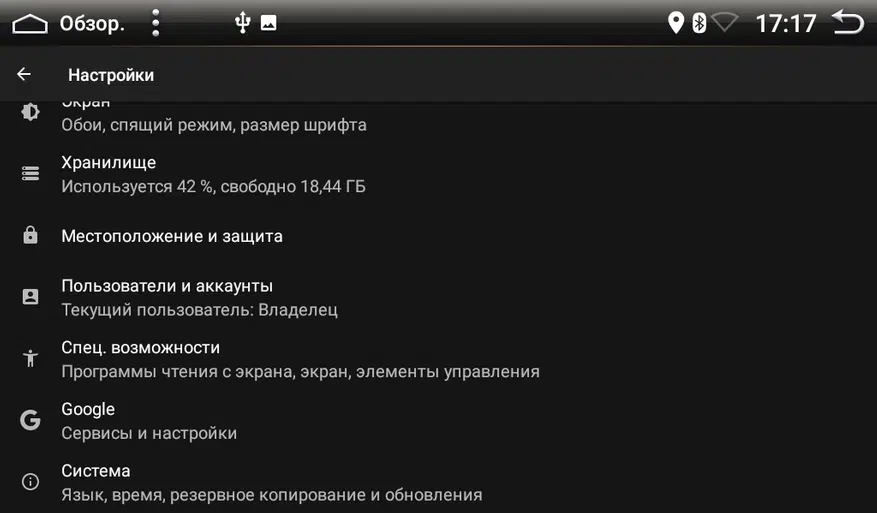 Обзор.
17:17
Настройки
Экран
Обои, спящий режим, размер шрифта
Хранилище
Используется 42 %, свободно 18,44 ГБ
Местоположение и защита
Пользователи и аккаунты
Текущий пользователь: Владелец
Спец. возможности
Программы чтения с экрана, экран, элементы управления
Google
Сервисы и настройки
Система
Язык, время, резервное копирование и обновления